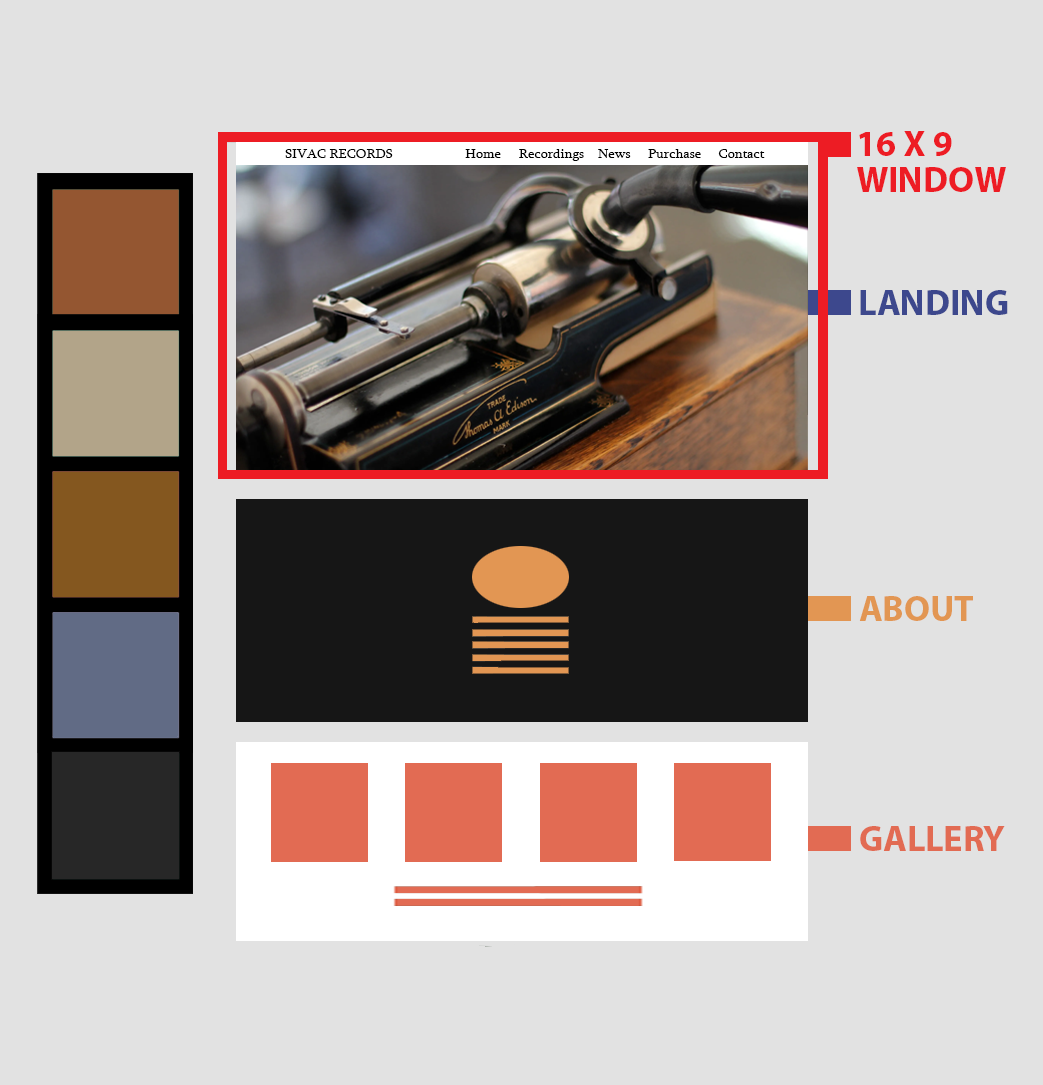 SIVAC RECORDS Home Recordings News Purchase Contact
16 X 9
WINDOW
LANDING
TRADE
Thomas A Edison
MARK
ABOUT
GALLERY